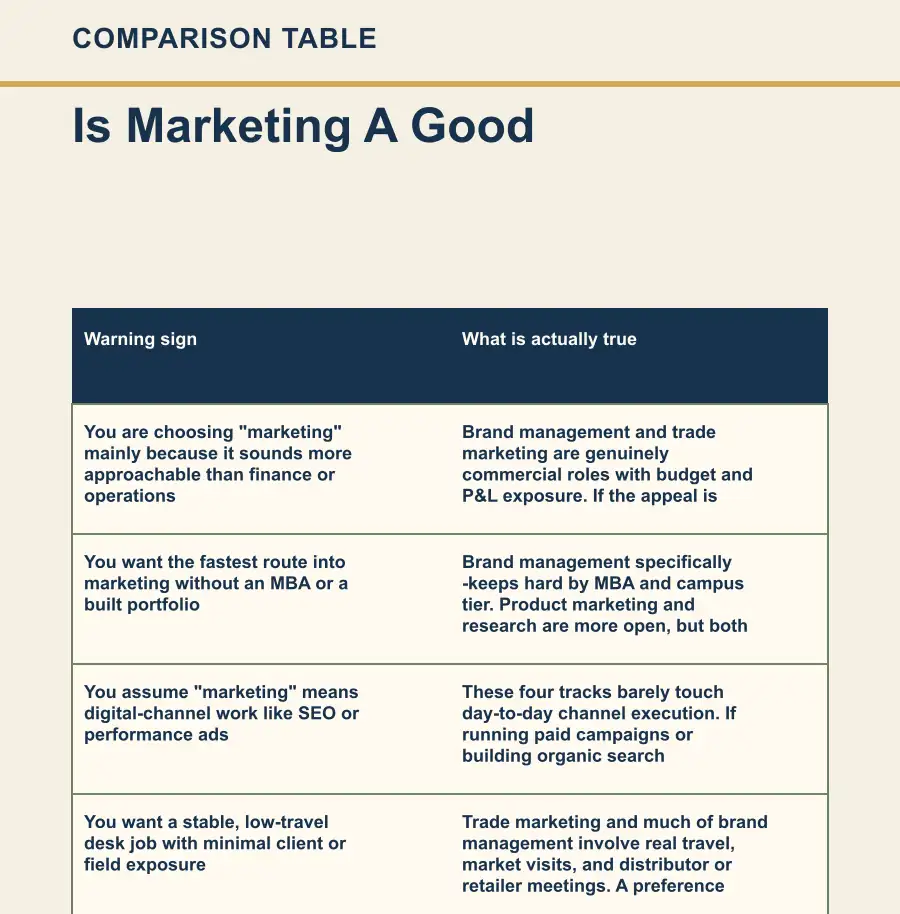 COMPARISON TABLE
Is Marketing A Good
Warning sign
What is actually true
You are choosing "marketing"
mainly because it sounds more
approachable than finance or
operations
Brand management and trade
marketing are genuinely
commercial roles with budget and
P&L exposure. If the appeal is
You want the fastest route into
marketing without an MBA or a
built portfolio
Brand management specifically
-keeps hard by MBA and campus
tier. Product marketing and
research are more open, but both
You assume "marketing" means
digital-channel work like SEO or
performance ads
These four tracks barely touch
day-to-day channel execution. If
running paid campaigns or
building organic search
You want a stable, low-travel
desk job with minimal client or
field exposure
Trade marketing and much of brand
management involve real travel,
market visits, and distributor or
retailer meetings. A preference